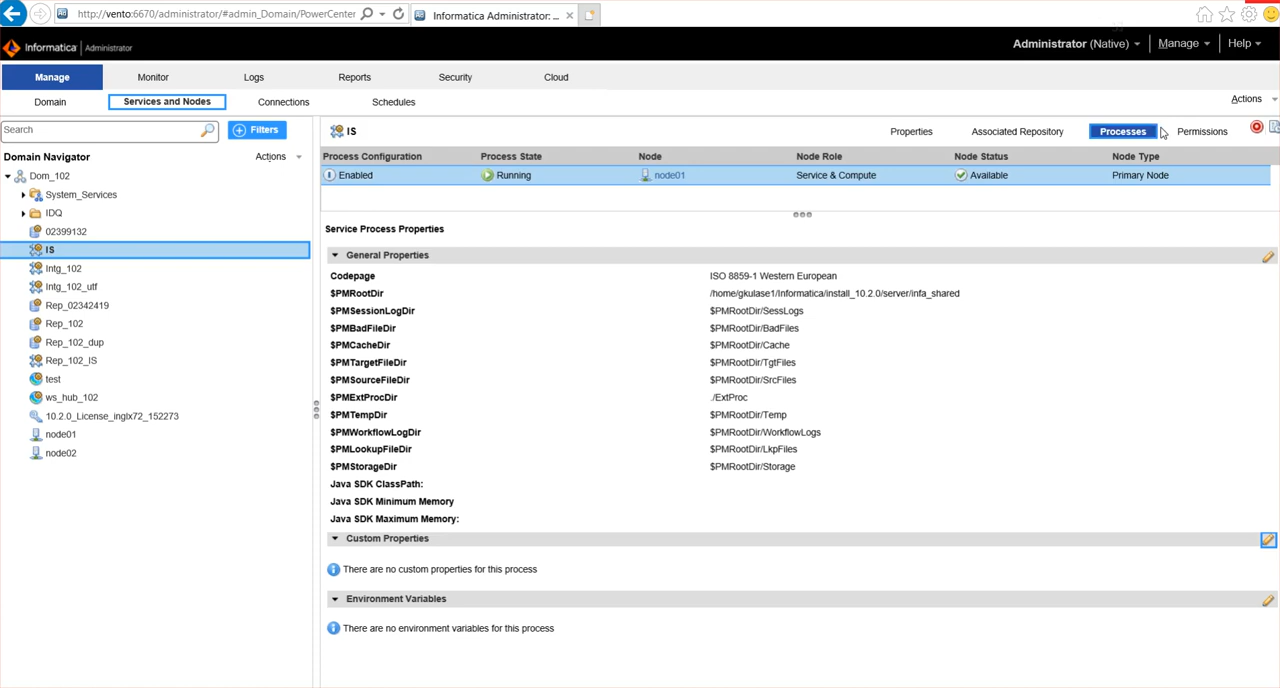 http://vento:6670/administrator/#admin_Domain/PowerCenter
Informatica Administrator: ...
Informatica Administrator
Administrator (Native) Manage Help
Manage Monitor Logs Reports Security Cloud
Domain Services and Nodes Connections Schedules Actions
Search Filters
Domain Navigator Actions
Dom_102
System_Services
IDQ
02399132
IS
Intg_102
Intg_102_utf
Rep_02342419
Rep_102
Rep_102_dup
Rep_102_IS
test
ws_hub_102
10.2.0_License_inglx72_152273
node01
node02
IS Properties Associated Repository Processes Permissions
Process Configuration Process State Node Node Role Node Status Node Type
Enabled Running node01 Service & Compute Available Primary Node
Service Process Properties
General Properties
Codepage ISO 8859-1 Western European
$PMRootDir /home/gkulase1/Informatica/install_10.2.0/server/infa_shared
$PMSessionLogDir $PMRootDir/SessLogs
$PMBadFileDir $PMRootDir/BadFiles
$PMCacheDir $PMRootDir/Cache
$PMTargetFileDir $PMRootDir/TgtFiles
$PMSourceFileDir $PMRootDir/SrcFiles
$PMExtProcDir ./ExtProc
$PMTempDir $PMRootDir/Temp
$PMWorkflowLogDir $PMRootDir/WorkflowLogs
$PMLookupFileDir $PMRootDir/LkpFiles
$PMStorageDir $PMRootDir/Storage
Java SDK ClassPath:
Java SDK Minimum Memory
Java SDK Maximum Memory:
Custom Properties
There are no custom properties for this process
Environment Variables
There are no environment variables for this process